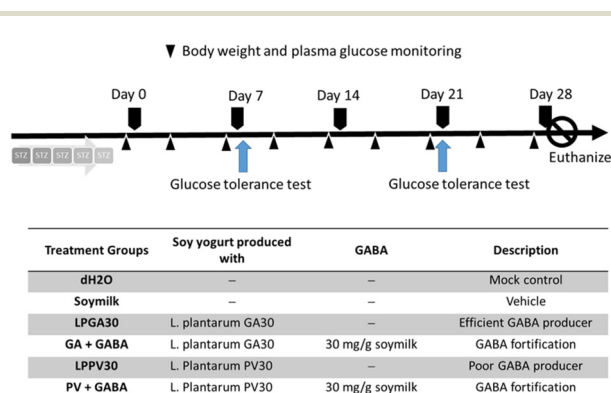 ▼ Body weight and plasma glucose monitoring
Day 0 Day 7 Day 14 Day 21 Day 28
STZ STZ STZ STZ STZ
Euthanize
Glucose tolerance test Glucose tolerance test
Treatment Groups Soy yogurt produced with GABA Description
dH2O – – Mock control
Soymilk – – Vehicle
LPGA30 L. plantarum GA30 – Efficient GABA producer
GA + GABA L. plantarum GA30 30 mg/g soymilk GABA fortification
LPPV30 L. Plantarum PV30 – Poor GABA producer
PV + GABA L. Plantarum PV30 30 mg/g soymilk GABA fortification